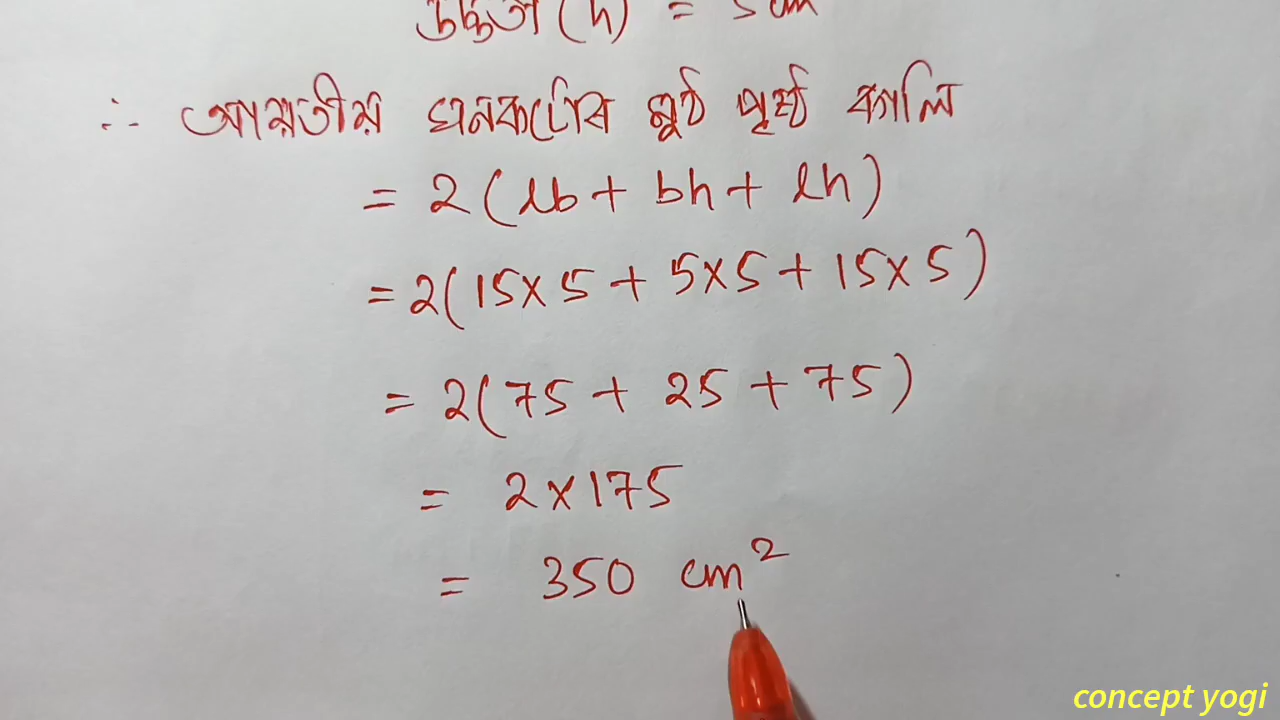 উচ্চতা (h) = 5 cm
∴ আয়তীয় ঘনকটোৰ মুঠ পৃষ্ঠ কালি
= 2 (lb + bh + lh)
= 2(15×5 + 5×5 + 15×5)
= 2(75 + 25 + 75)
= 2×175
= 350 cm²
concept yogi